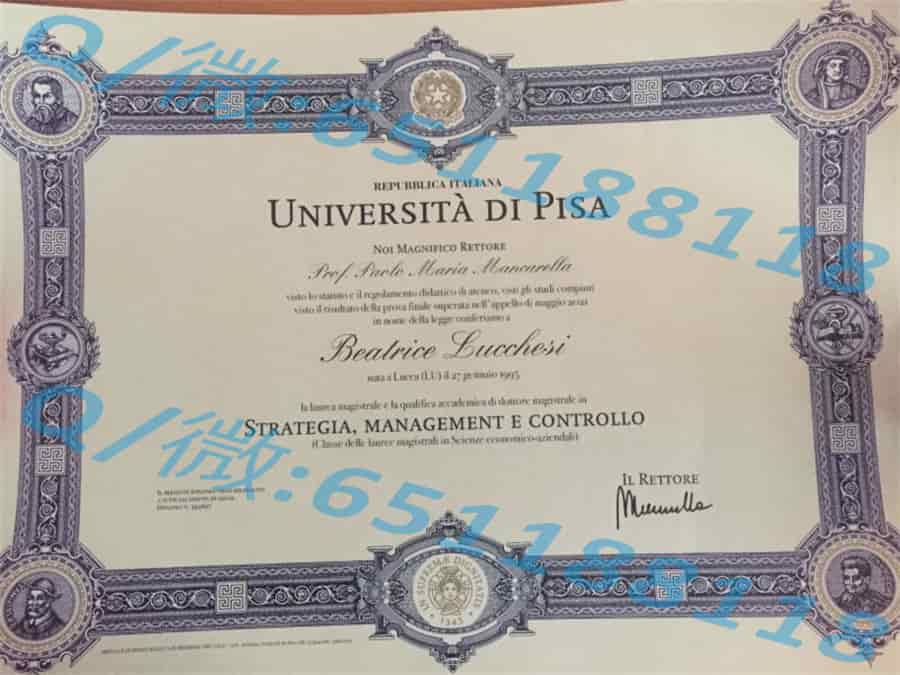 Q/微:651188118
REPUBBLICA ITALIANA
UNIVERSITÀ DI PISA
NOI MAGNIFICO RETTORE
Prof. Paolo Maria Mancarella
visto lo statuto e il regolamento didattico di ateneo, visti gli studi compiuti
visto il risultato della prova finale superata nell'appello di maggio 2021
in nome della legge conferiamo a
Beatrice Lucchesi
nata a Lucca (LU) il 27 gennaio 1995
la laurea magistrale e la qualifica accademica di dottore magistrale in
STRATEGIA, MANAGEMENT E CONTROLLO
(Classe delle lauree magistrali in Scienze economico-aziendali)
IL RETTORE
Q/微:651188118
IN SUPREMÆ DIGNITATIS
1343